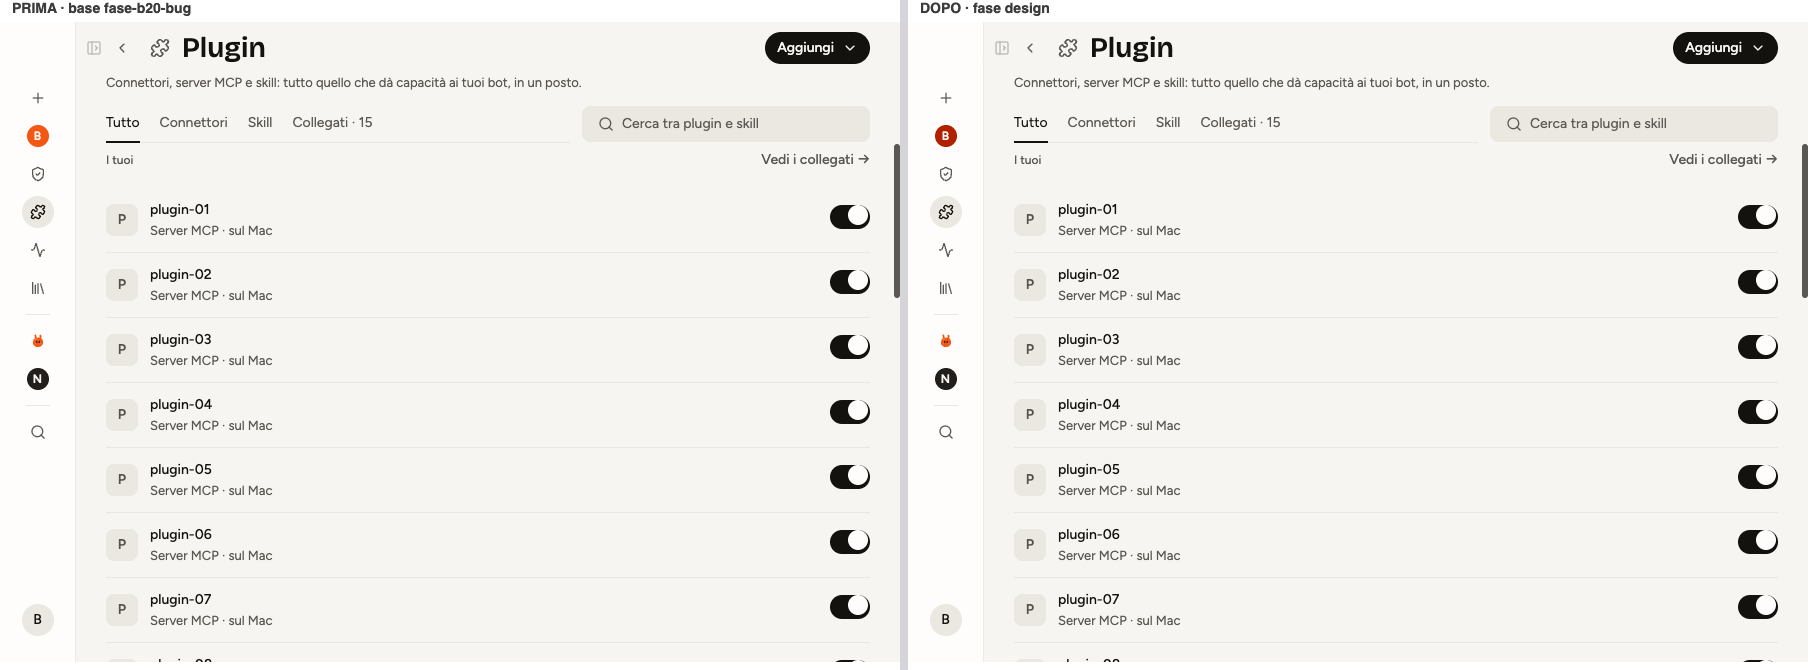 PRIMA · base fase-b20-bug
Plugin
Aggiungi
Connettori, server MCP e skill: tutto quello che dà capacità ai tuoi bot, in un posto.
Tutto Connettori Skill Collegati · 15
Cerca tra plugin e skill
I tuoi
Vedi i collegati →
B
N
B
P
plugin-01
Server MCP · sul Mac
P
plugin-02
Server MCP · sul Mac
P
plugin-03
Server MCP · sul Mac
P
plugin-04
Server MCP · sul Mac
P
plugin-05
Server MCP · sul Mac
P
plugin-06
Server MCP · sul Mac
P
plugin-07
Server MCP · sul Mac
DOPO · fase design
Plugin
Aggiungi
Connettori, server MCP e skill: tutto quello che dà capacità ai tuoi bot, in un posto.
Tutto Connettori Skill Collegati · 15
Cerca tra plugin e skill
I tuoi
Vedi i collegati →
B
N
B
P
plugin-01
Server MCP · sul Mac
P
plugin-02
Server MCP · sul Mac
P
plugin-03
Server MCP · sul Mac
P
plugin-04
Server MCP · sul Mac
P
plugin-05
Server MCP · sul Mac
P
plugin-06
Server MCP · sul Mac
P
plugin-07
Server MCP · sul Mac